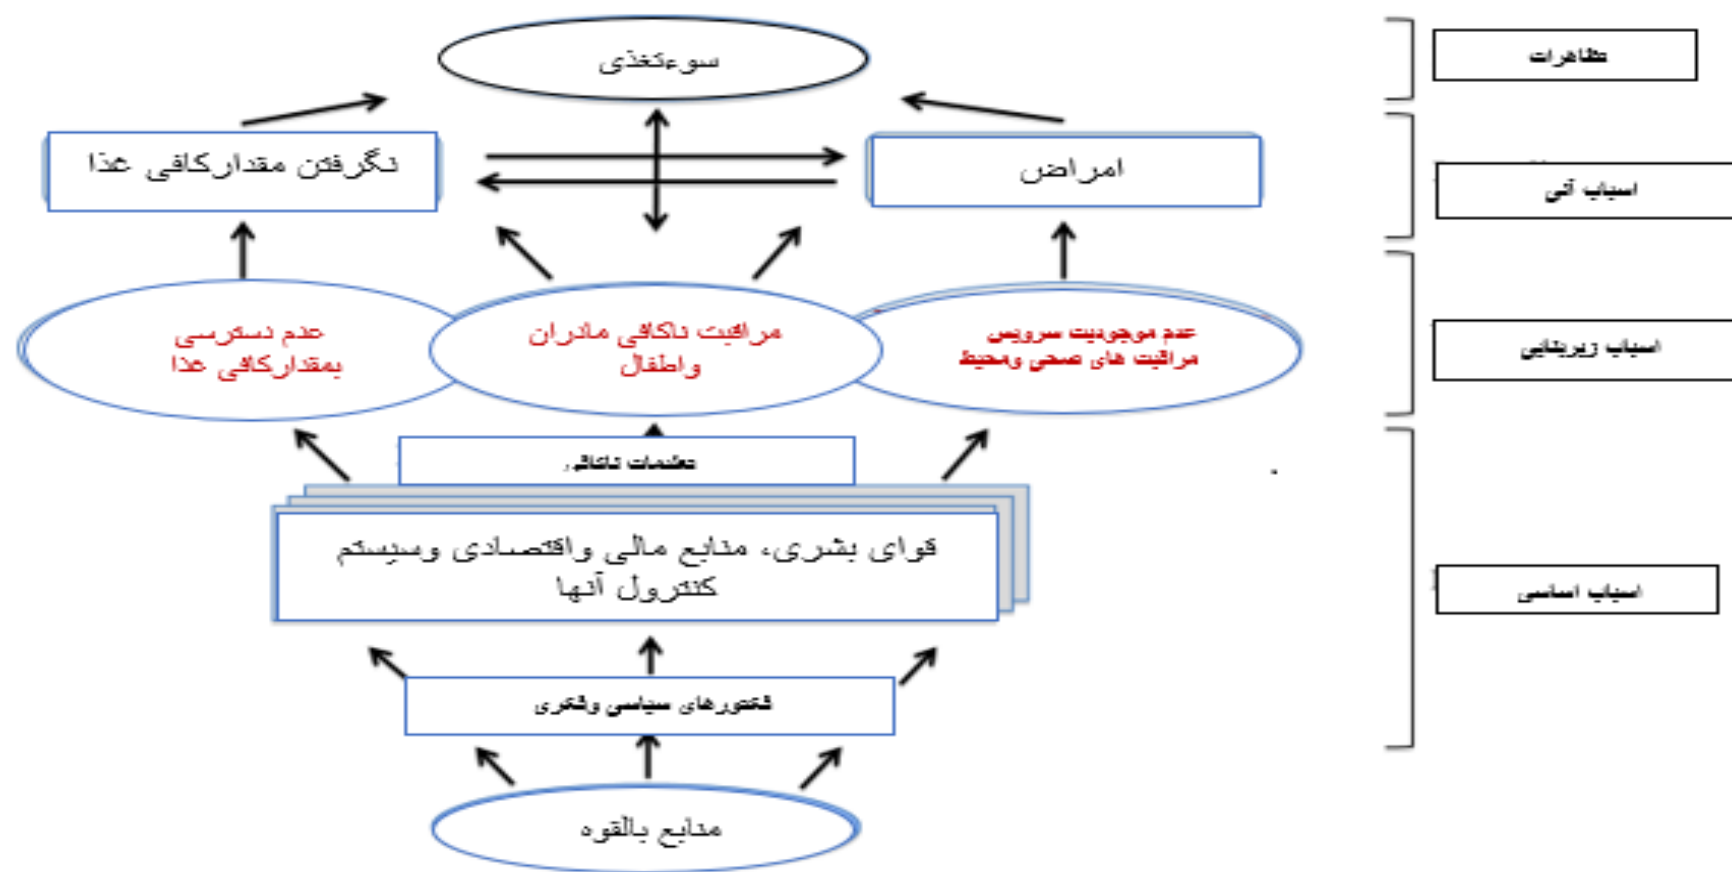 سوءتغذی
تظاهرات
نگرفتن مقدارکافی غذا
امراض
اسباب آنی
عدم دسترسی
بمقدارکافی غذا
مراقبت ناکافی مادران
واطفال
عدم موجودیت سرویس
مراقبت های صحی ومحیط
اسباب زیربنایی
تعلیمات ناکافی
قوای بشری، منابع مالی واقتصادی وسیستم
کنترول آنها
اسباب اساسی
فکتورهای سیاسی وفکری
منابع بالقوه